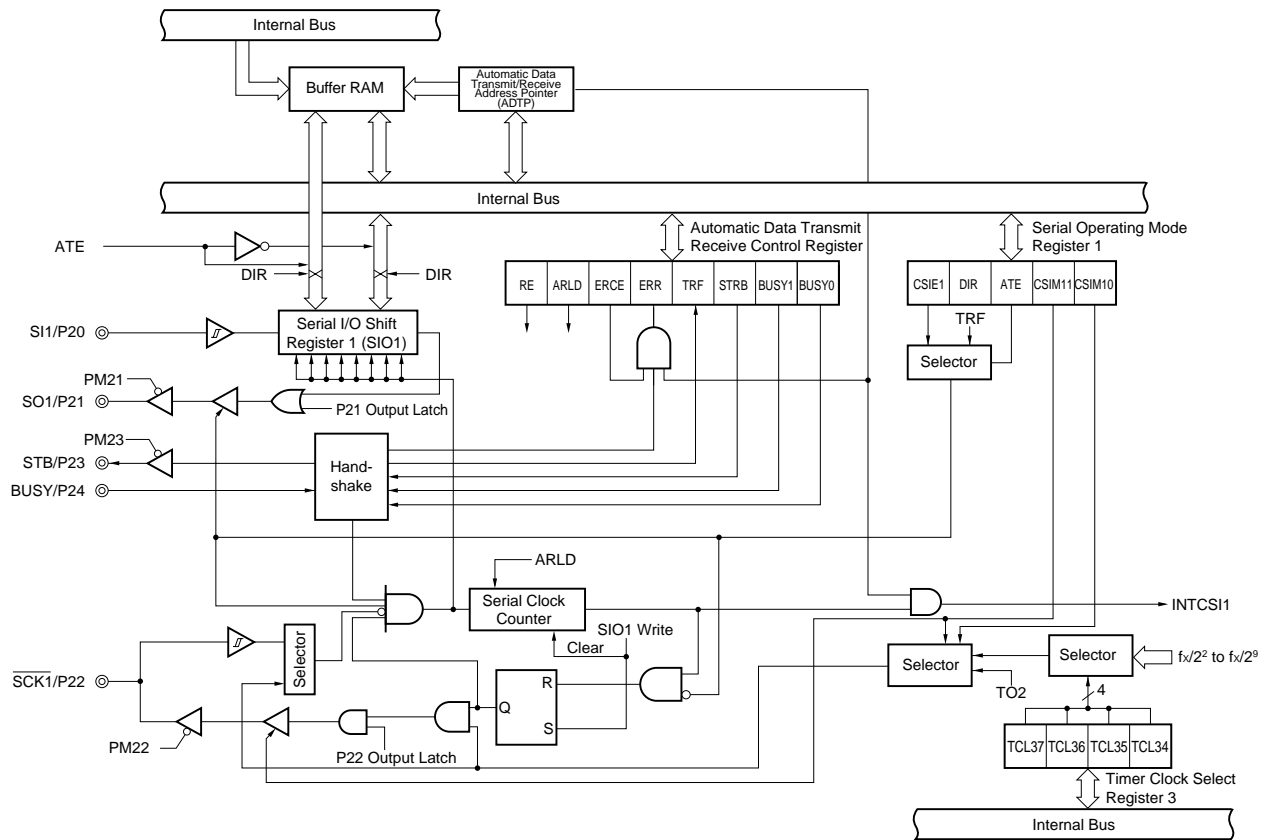 Internal Bus
Buffer RAM
Automatic Data
Transmit/Receive
Address Pointer
(ADTP)
Internal Bus
ATE
DIR
DIR
Automatic Data Transmit
Receive Control Register
Serial Operating Mode
Register 1
RE
ARLD
ERCE
ERR
TRF
STRB
BUSY1
BUSY0
CSIE1
DIR
ATE
CSIM11
CSIM10
SI1/P20
Serial I/O Shift
Register 1 (SIO1)
TRF
Selector
PM21
SO1/P21
P21 Output Latch
PM23
STB/P23
BUSY/P24
Hand-
shake
ARLD
Serial Clock
Counter
INTCSI1
SIO1 Write
Clear
Selector
SCK1/P22
Selector
Selector
fX/2² to fX/2⁹
TO2
4
R
Q
S
PM22
P22 Output Latch
TCL37
TCL36
TCL35
TCL34
Timer Clock Select
Register 3
Internal Bus